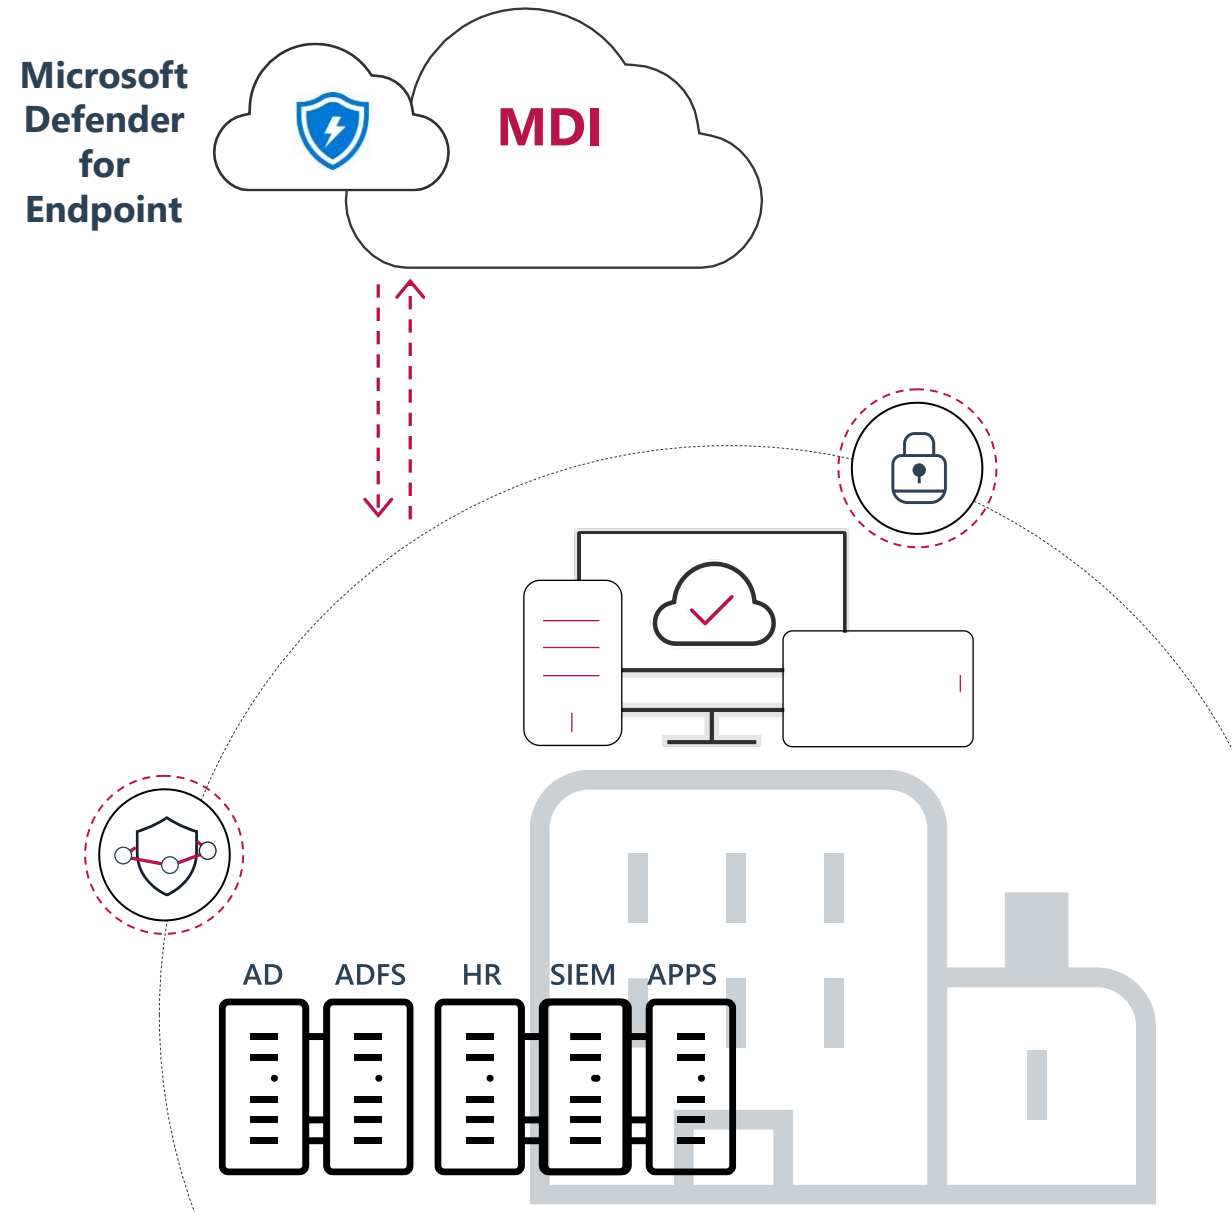 Microsoft
Defender
for
Endpoint
MDI
AD
ADFS
HR
SIEM
APPS